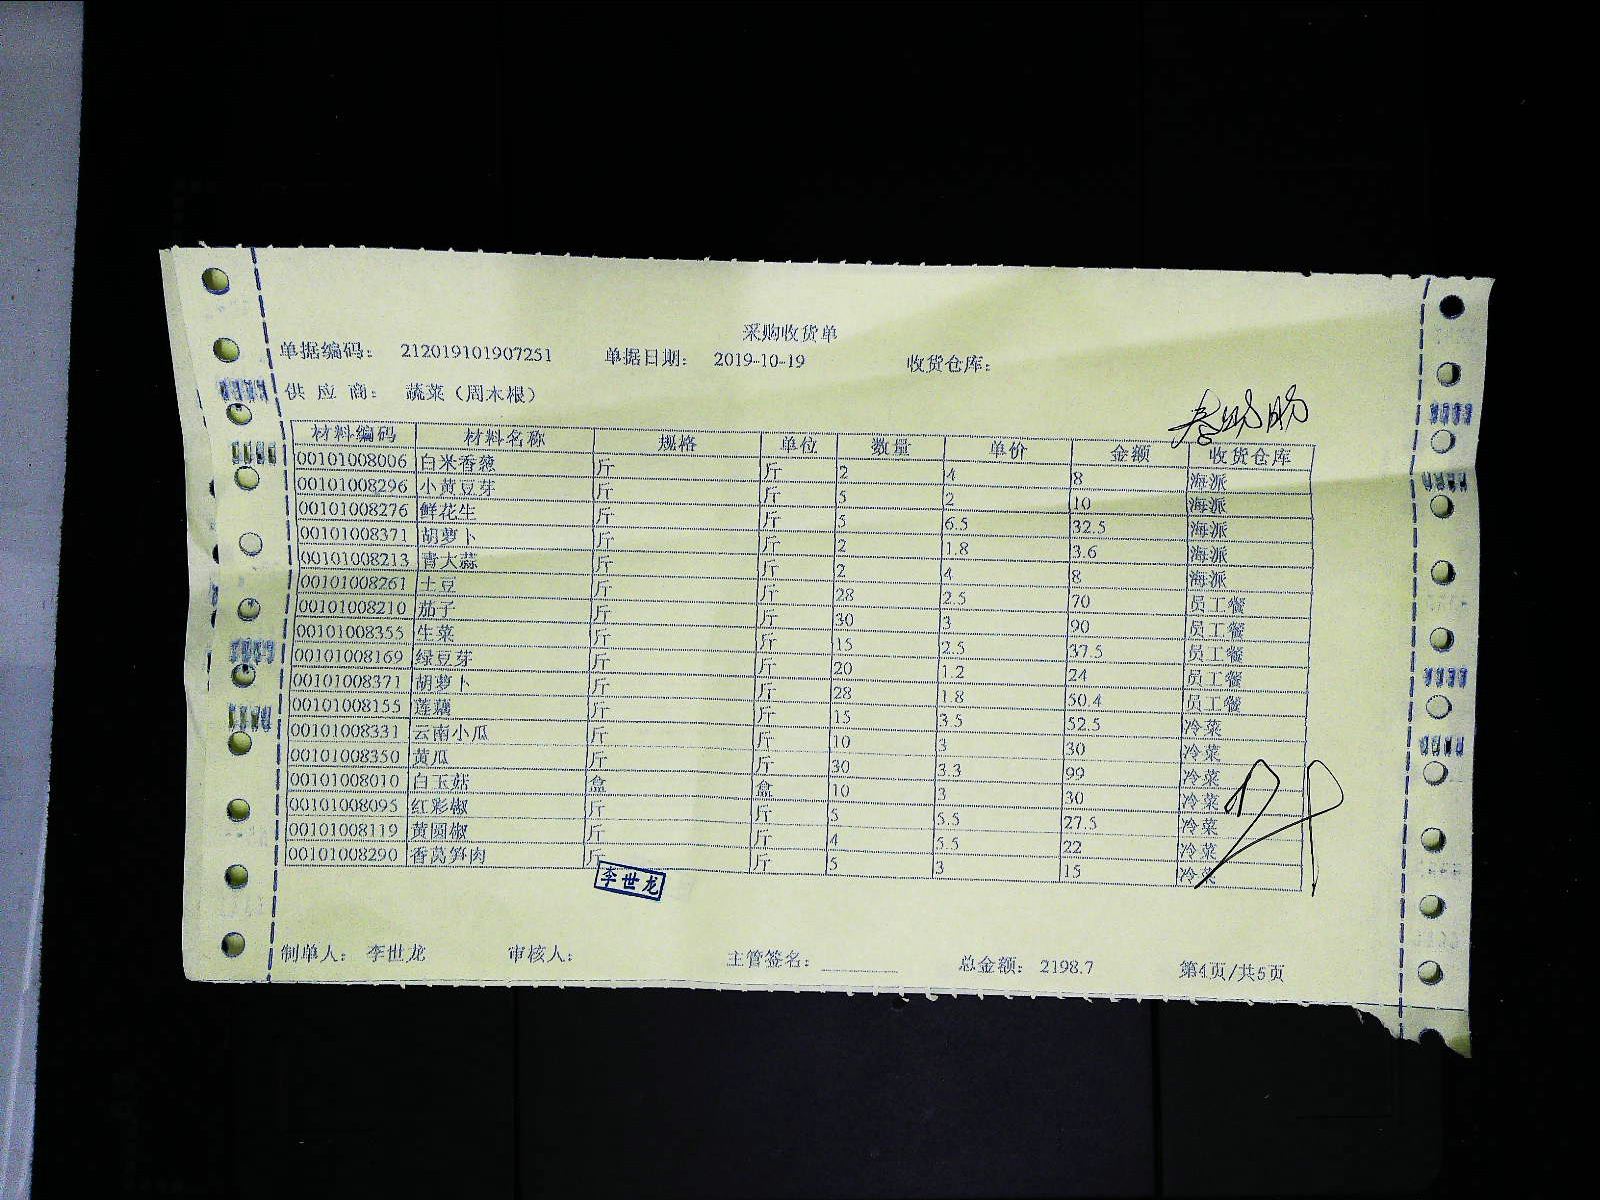 采购收货单
单据编码： 212019101907251 单据日期： 2019-10-19 收货仓库：
供 应 商： 蔬菜（周木根）
材料编码 材料名称 规格 单位 数量 单价 金额 收货仓库
00101008006 白米香葱 斤 斤 2 4 8 海派
00101008296 小黄豆芽 斤 斤 5 2 10 海派
00101008276 鲜花生 斤 斤 5 6.5 32.5 海派
00101008371 胡萝卜 斤 斤 2 1.8 3.6 海派
00101008213 青大蒜 斤 斤 2 4 8 海派
00101008261 土豆 斤 斤 28 2.5 70 员工餐
00101008210 茄子 斤 斤 30 3 90 员工餐
00101008355 生菜 斤 斤 15 2.5 37.5 员工餐
00101008169 绿豆芽 斤 斤 20 1.2 24 员工餐
00101008371 胡萝卜 斤 斤 28 1.8 50.4 员工餐
00101008155 莲藕 斤 斤 15 3.5 52.5 冷菜
00101008331 云南小瓜 斤 斤 10 3 30 冷菜
00101008350 黄瓜 斤 斤 30 3.3 99 冷菜
00101008010 白玉菇 盒 盒 10 3 30 冷菜
00101008095 红彩椒 斤 斤 5 5.5 27.5 冷菜
00101008119 黄圆椒 斤 斤 4 5.5 22 冷菜
00101008290 香莴笋肉 斤 斤 5 3 15 冷菜
李世龙
制单人： 李世龙 审核人： 主管签名： 总金额： 2198.7 第4页/共5页